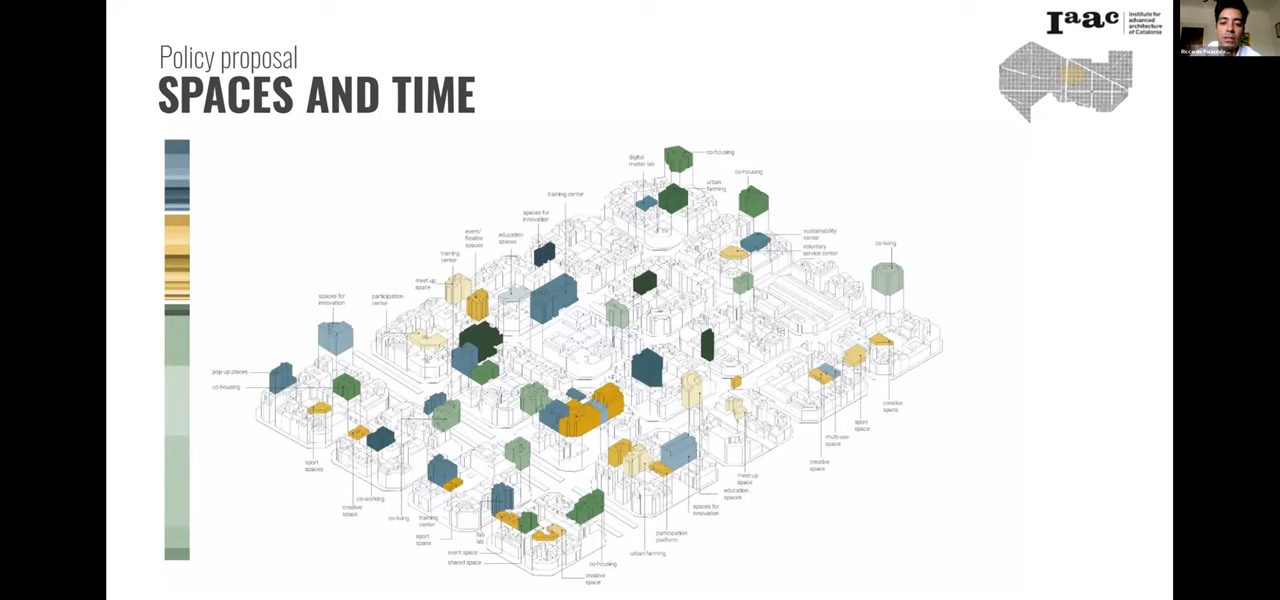 Policy proposal
SPACES AND TIME
Iaac
Institute for
advanced
architecture
of Catalonia
Riccardo
digital
matter lab
co-housing
urban
farming
co-housing
training center
spaces for
innovation
event/
flexible
spaces
education
spaces
training
center
meet up
space
sustainability
center
voluntary
service center
co-living
spaces for
innovation
participation
center
pop up places
co-housing
sport
spaces
creative
space
co-working
co-living
training
center
sport
space
fab
lab
event space
shared space
co-housing
creative
space
urban farming
participation
platform
spaces for
innovation
education
spaces
meet up
space
creative
space
multi-use
space
sport
space
creative
space